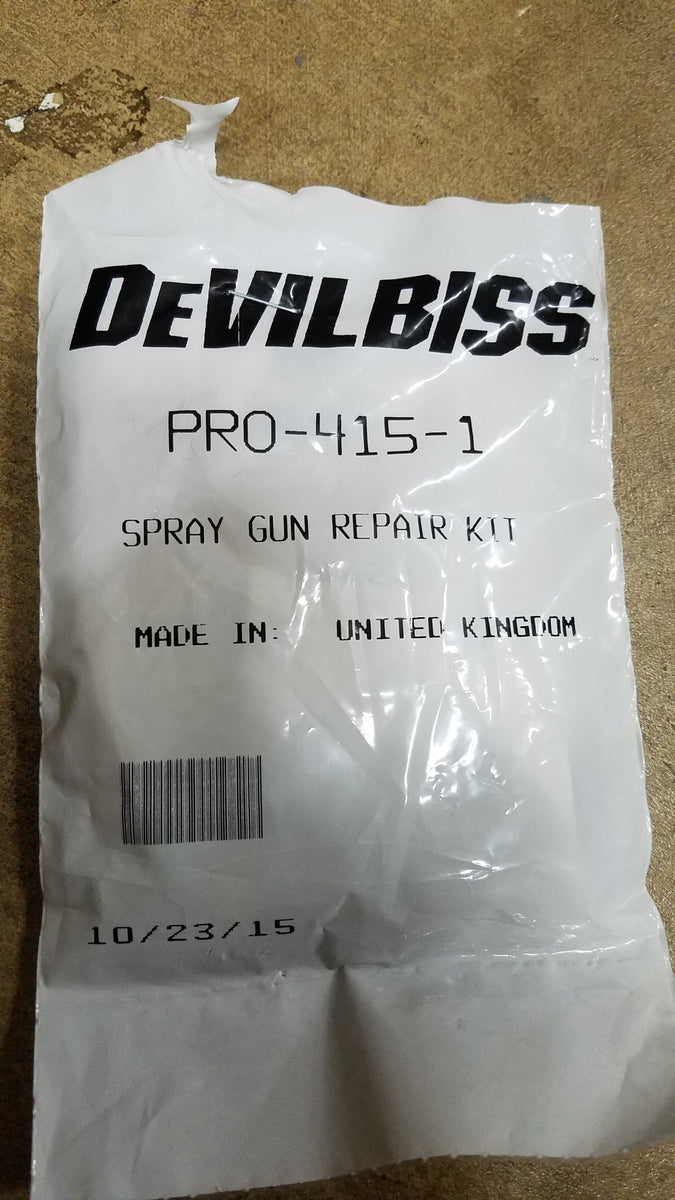 DEVILBISS
PRO-415-1
SPRAY GUN REPAIR KIT
MADE IN: UNITED KINGDOM
10/23/15